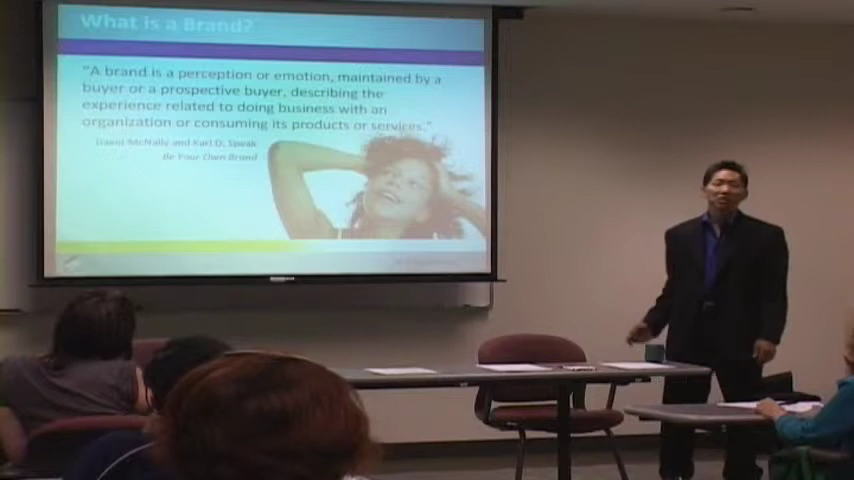 What is a Brand?
"A brand is a perception or emotion, maintained by a
buyer or a prospective buyer, describing the
experience related to doing business with an
organization or consuming its products or services."
David McNally and Karl D. Speak
Be Your Own Brand